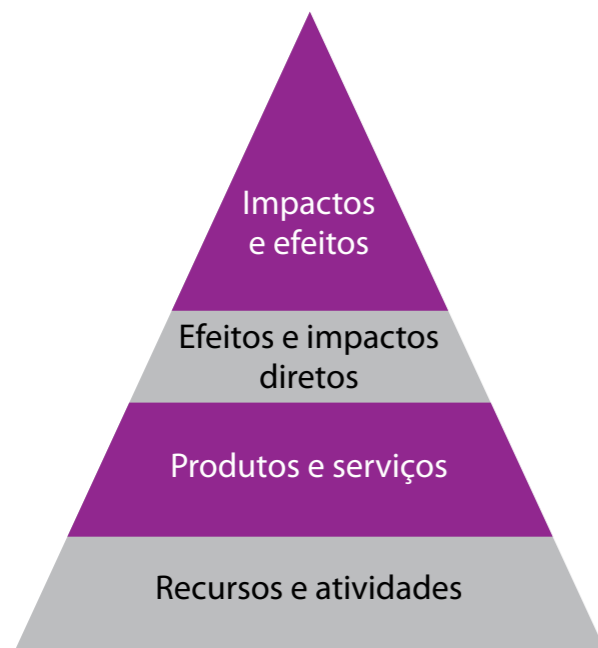 Impactos
e efeitos
Efeitos e impactos
diretos
Produtos e serviços
Recursos e atividades